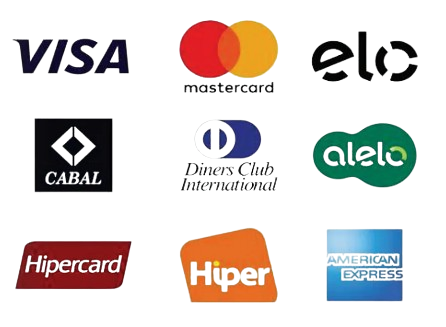 VISA
mastercard
elo
CABAL
Diners Club
International
alelo
Hipercard
Hiper
AMERICAN
EXPRESS